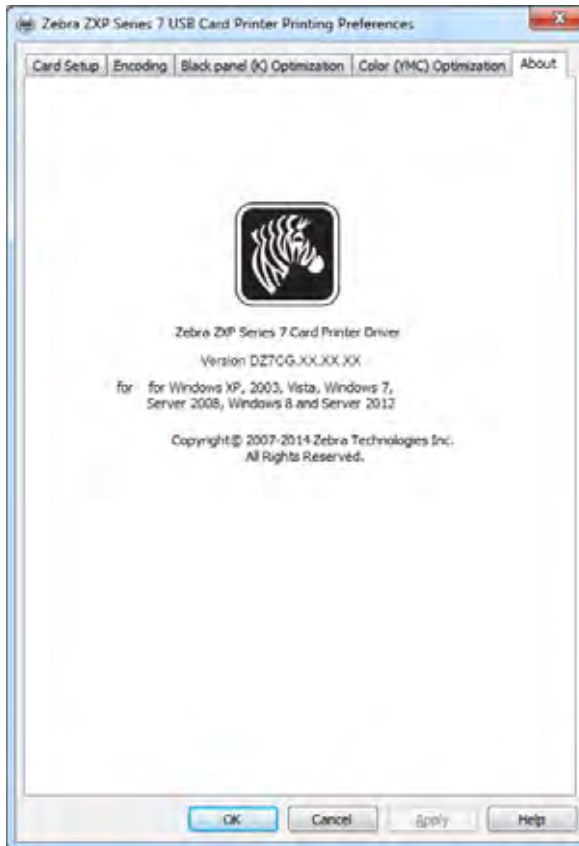 Zebra ZXP Series 7 USB Card Printer Printing Preferences
X
Card Setup Encoding Black panel (K) Optimization Color (YMC) Optimization About
Zebra ZXP Series 7 Card Printer Driver
Version DZ7CG.XX.XX.XX
for for Windows XP, 2003, Vista, Windows 7,
Server 2008, Windows 8 and Server 2012
Copyright© 2007-2014 Zebra Technologies Inc.
All Rights Reserved.
OK Cancel Apply Help